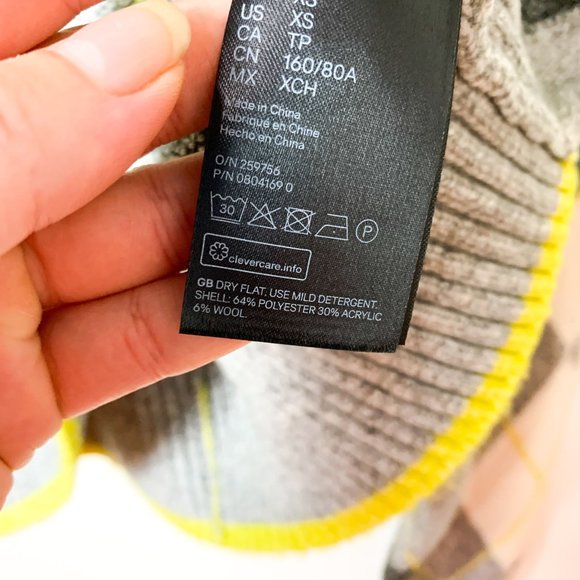 XS
US XS
CA TP
CN 160/80A
MX XCH
Made in China
Fabriqué en Chine
Hecho en China
O/N 259756
P/N 0804169 0
30 P
clevercare.info
GB DRY FLAT. USE MILD DETERGENT.
SHELL: 64% POLYESTER 30% ACRYLIC
6% WOOL.